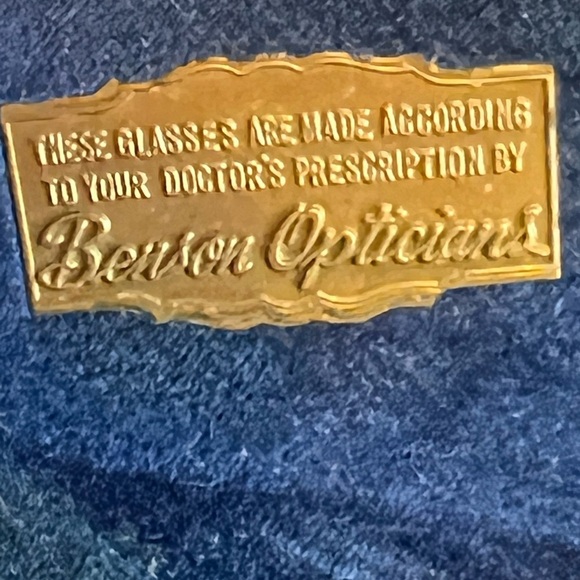 THESE GLASSES ARE MADE ACCORDING
TO YOUR DOCTOR'S PRESCRIPTION BY
Benson Opticians